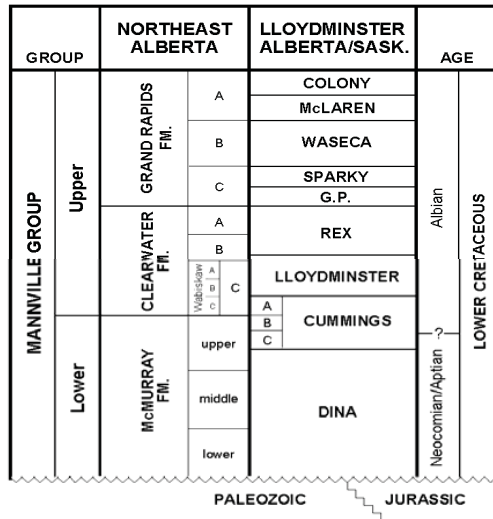 GROUP
NORTHEAST
ALBERTA
LLOYDMINSTER
ALBERTA/SASK.
AGE
MANNVILLE GROUP
Upper
Lower
GRAND RAPIDS
FM.
A
B
C
CLEARWATER
FM.
A
B
Wabiskaw
A
B
C
C
McMURRAY
FM.
upper
middle
lower
COLONY
McLAREN
WASECA
SPARKY
G.P.
REX
LLOYDMINSTER
A
B
C
CUMMINGS
DINA
Albian
?
Neocomian/Aptian
LOWER CRETACEOUS
PALEOZOIC
JURASSIC